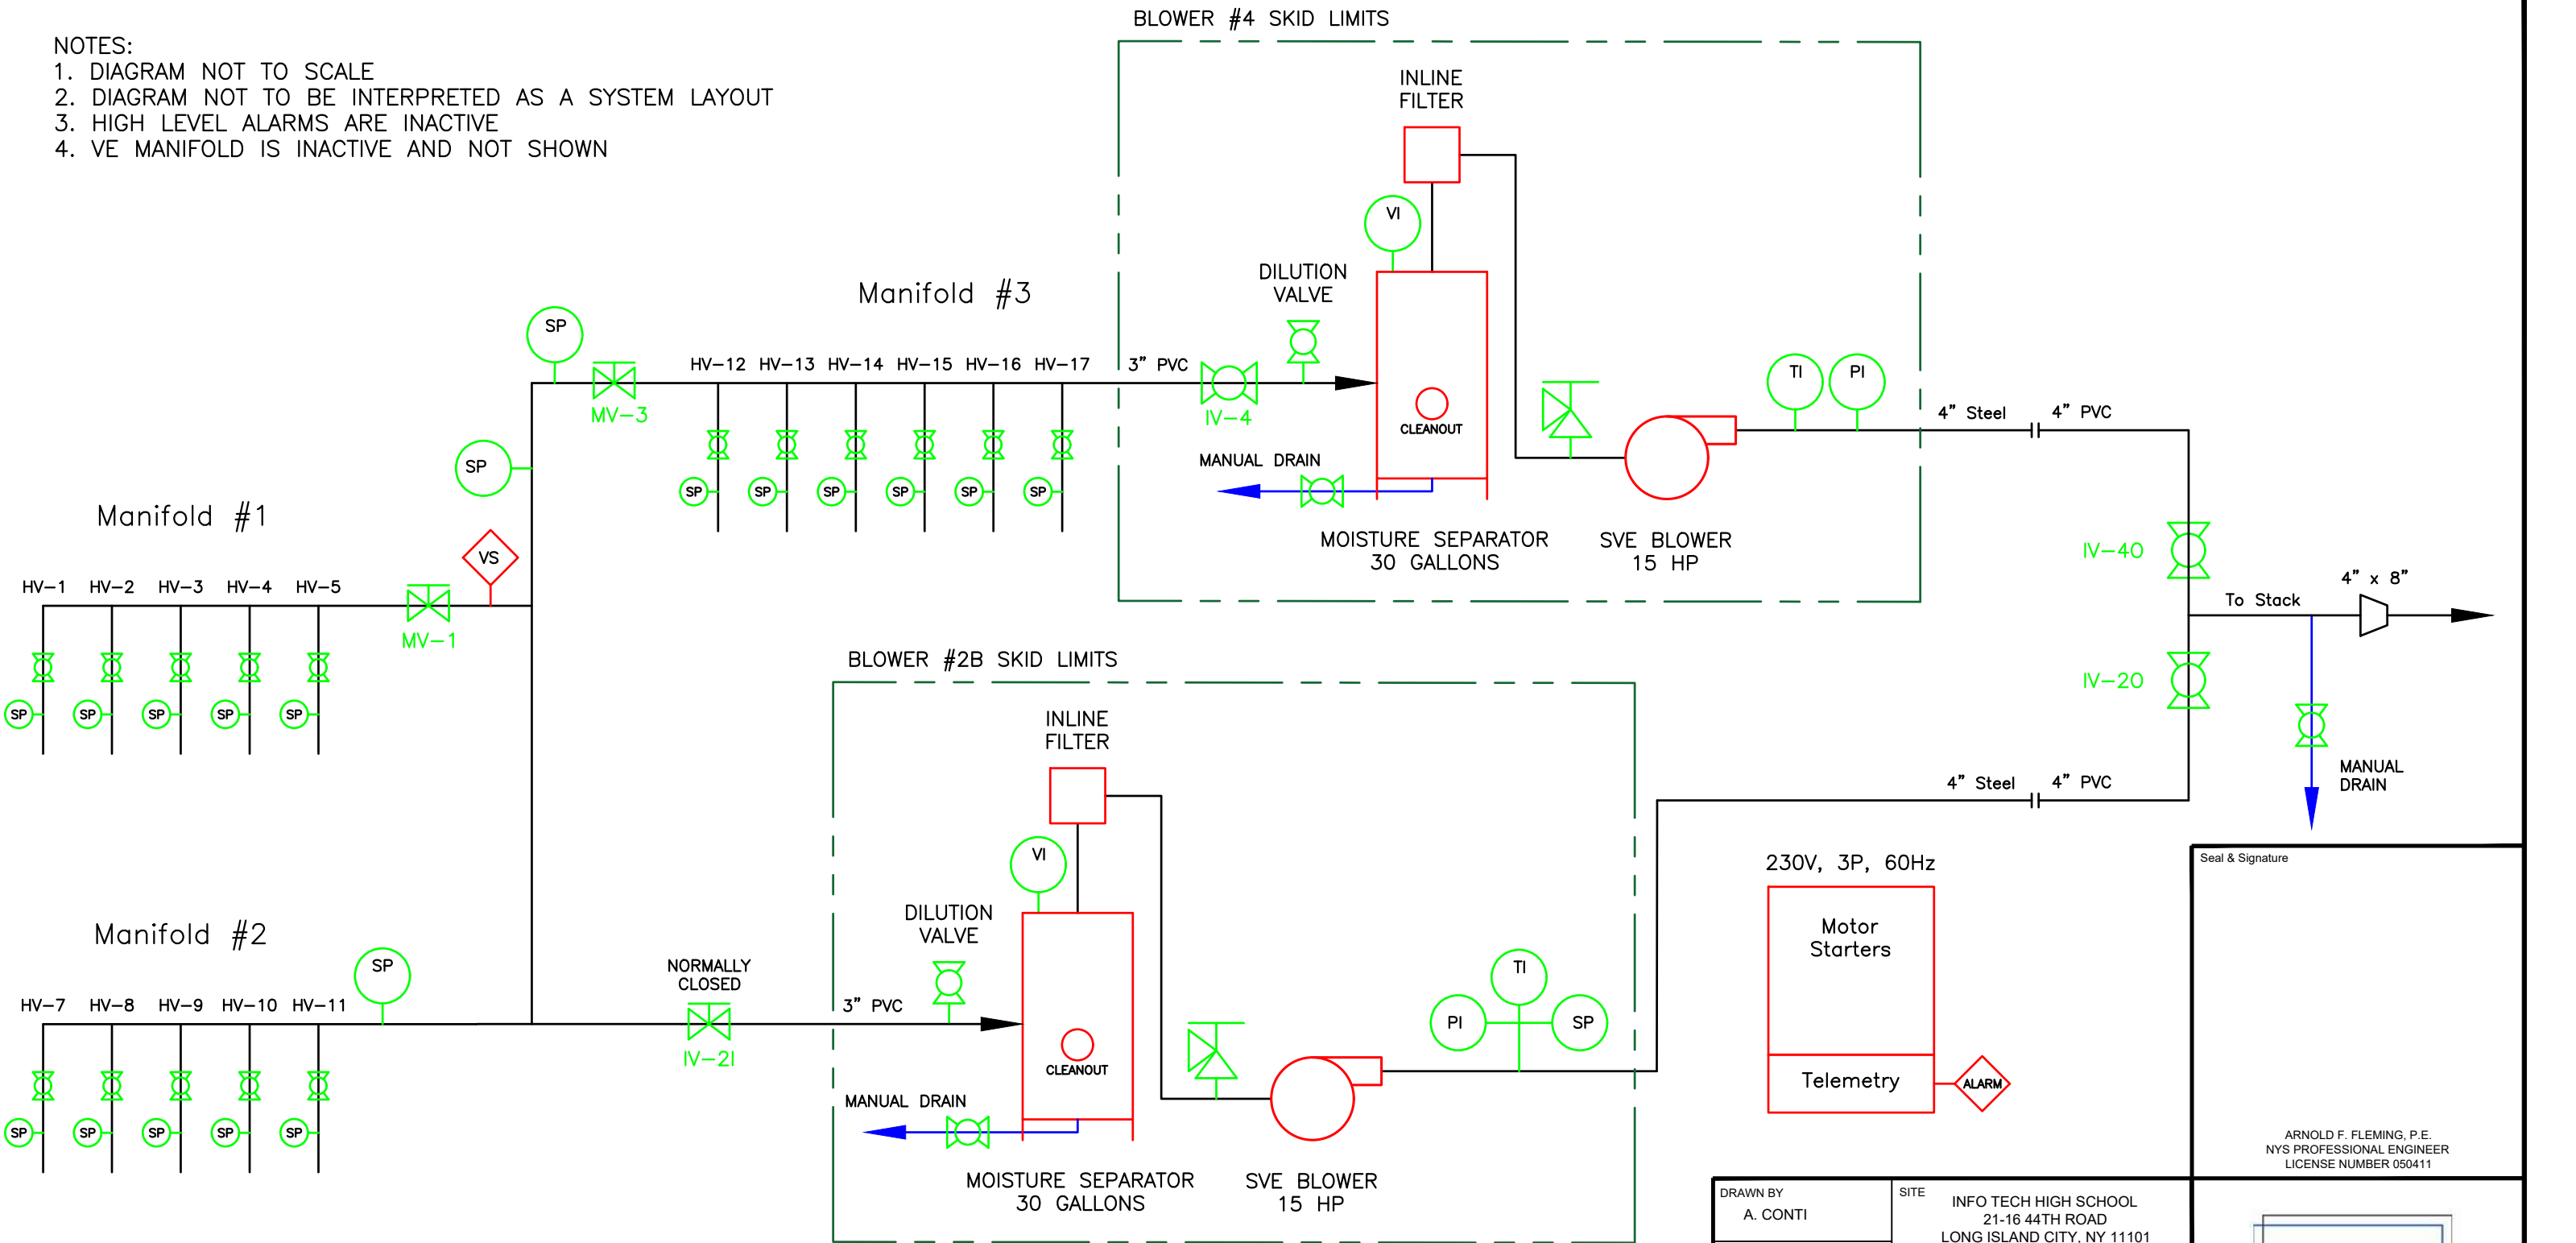 NOTES:
1. DIAGRAM NOT TO SCALE
2. DIAGRAM NOT TO BE INTERPRETED AS A SYSTEM LAYOUT
3. HIGH LEVEL ALARMS ARE INACTIVE
4. VE MANIFOLD IS INACTIVE AND NOT SHOWN
BLOWER #4 SKID LIMITS
INLINE
FILTER
VI
DILUTION
VALVE
Manifold #3
SP
MV-3
HV-12 HV-13 HV-14 HV-15 HV-16 HV-17
3" PVC
IV-4
SP SP SP SP SP SP
CLEANOUT
MANUAL DRAIN
MOISTURE SEPARATOR
30 GALLONS
SVE BLOWER
15 HP
TI PI
4" Steel 4" PVC
SP
Manifold #1
VS
HV-1 HV-2 HV-3 HV-4 HV-5
MV-1
SP SP SP SP SP
IV-40
To Stack
4" x 8"
IV-20
MANUAL
DRAIN
4" Steel 4" PVC
BLOWER #2B SKID LIMITS
INLINE
FILTER
VI
DILUTION
VALVE
Manifold #2
SP
HV-7 HV-8 HV-9 HV-10 HV-11
SP SP SP SP SP
NORMALLY
CLOSED
IV-21
3" PVC
CLEANOUT
MANUAL DRAIN
MOISTURE SEPARATOR
30 GALLONS
SVE BLOWER
15 HP
TI
PI SP
230V, 3P, 60Hz
Motor
Starters
Telemetry
ALARM
Seal & Signature
ARNOLD F. FLEMING, P.E.
NYS PROFESSIONAL ENGINEER
LICENSE NUMBER 050411
DRAWN BY
A. CONTI
SITE
INFO TECH HIGH SCHOOL
21-16 44TH ROAD
LONG ISLAND CITY, NY 11101